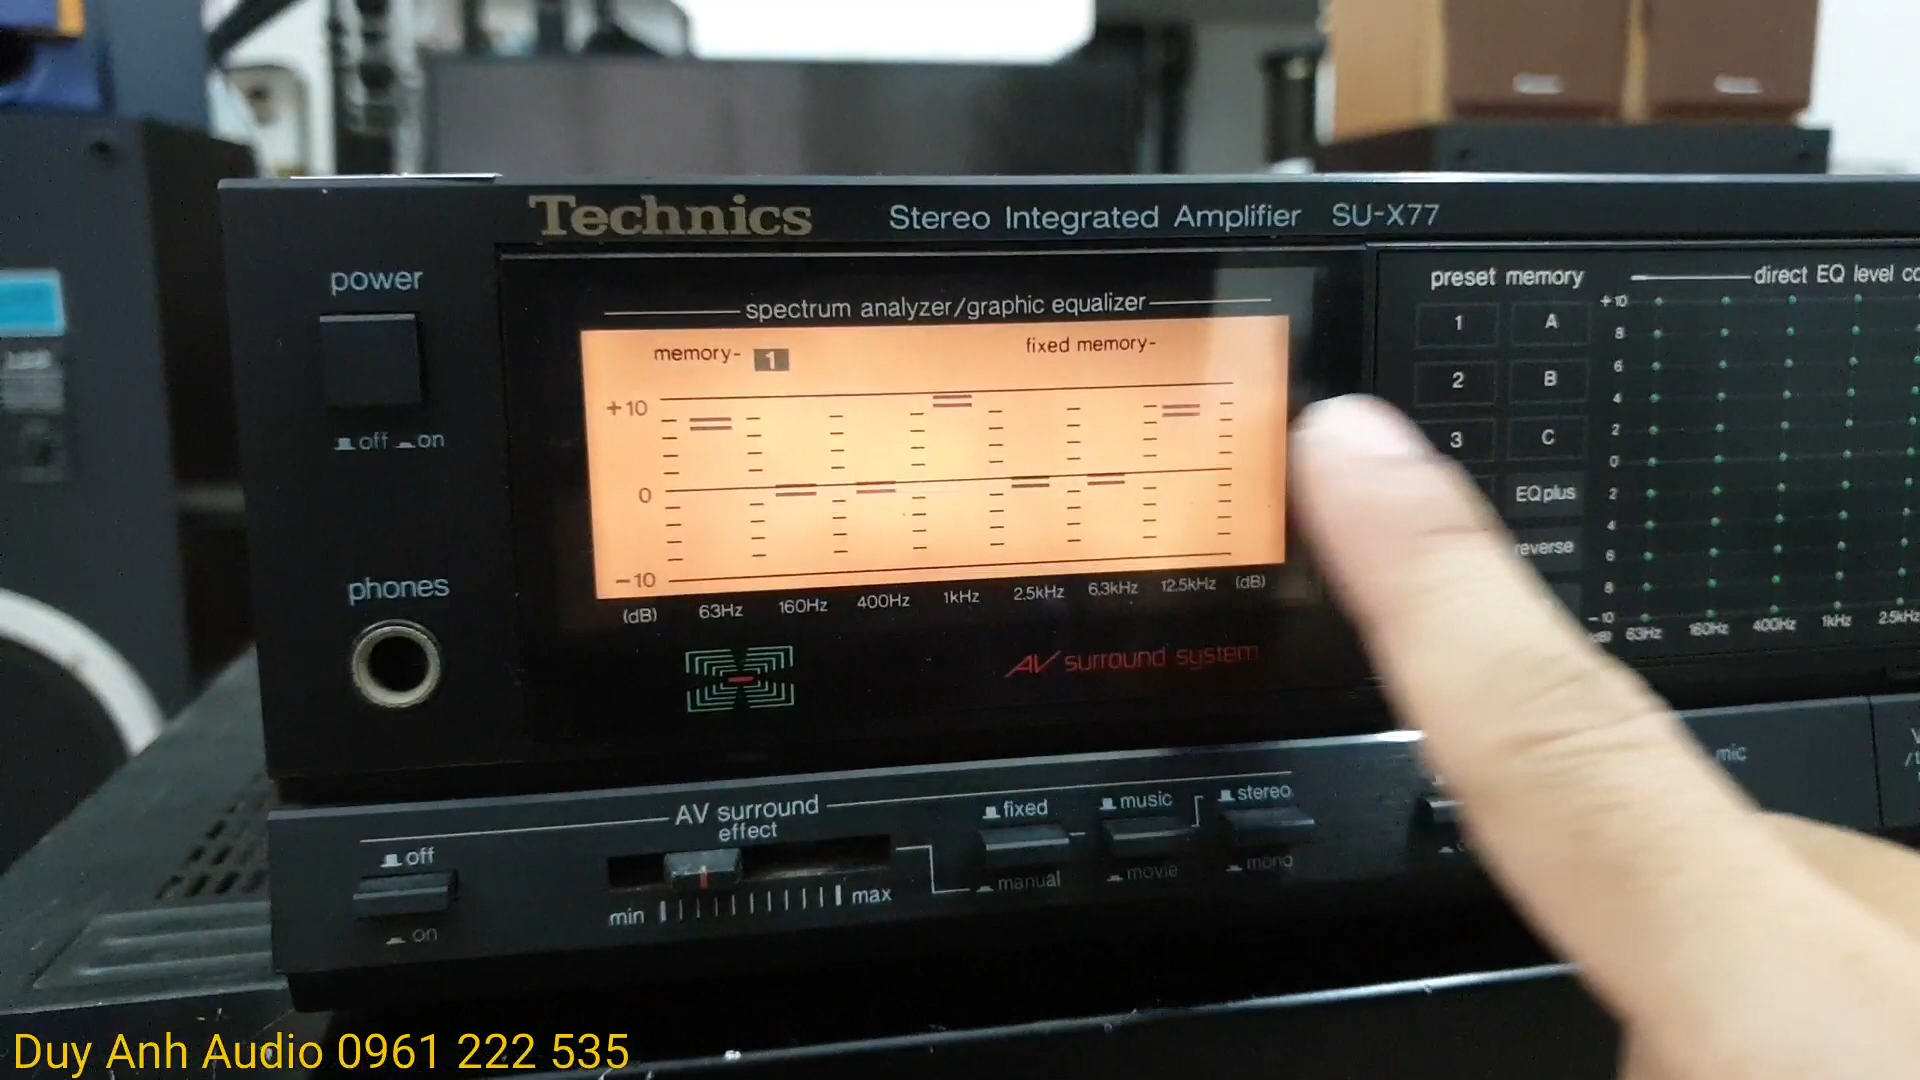 Technics
Stereo Integrated Amplifier SU-X77
power
off on
phones
spectrum analyzer/graphic equalizer
memory- 1
fixed memory-
+10
0
−10
(dB) 63Hz 160Hz 400Hz 1kHz 2.5kHz 6.3kHz 12.5kHz (dB)
AV surround system
preset memory
1 A
2 B
3 C
EQ plus
reverse
direct EQ level
+10
8
6
4
2
0
2
4
6
8
−10
(dB) 63Hz 160Hz 400Hz 1kHz 2.5kHz
AV surround
effect
off
on
min
max
fixed
manual
music
movie
stereo
mono
mic
Duy Anh Audio 0961 222 535